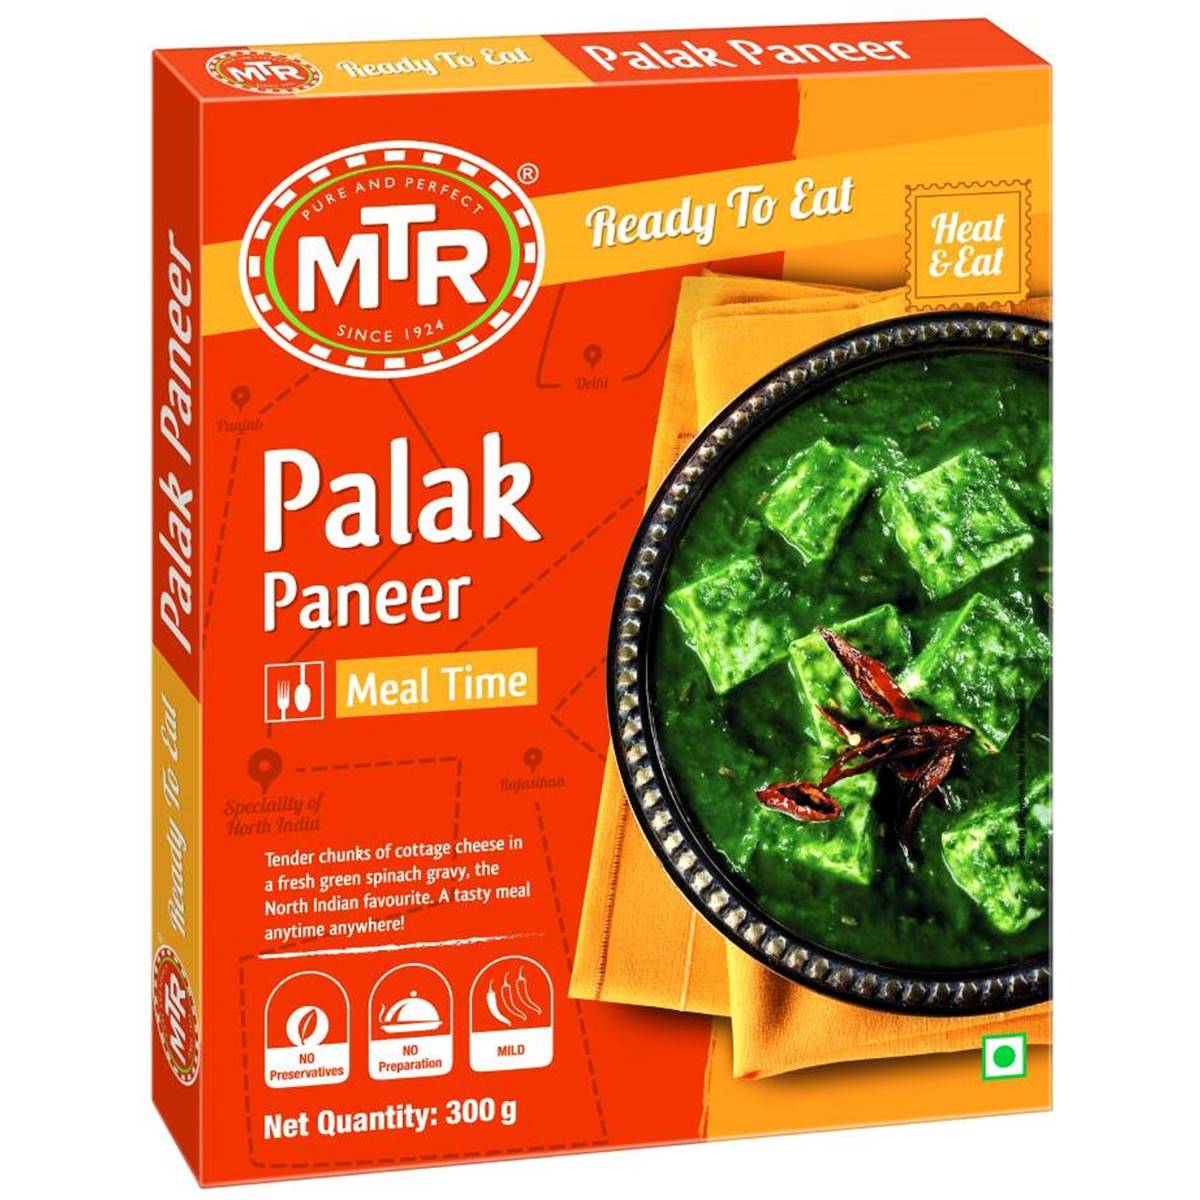 MTR
Ready To Eat
Palak Paneer
PURE AND PERFECT
MTR
SINCE 1924
®
Ready To Eat
Heat
& Eat
Delhi
Punjab
Palak
Paneer
Meal Time
Rajasthan
Speciality of
North India
Tender chunks of cottage cheese in
a fresh green spinach gravy, the
North Indian favourite. A tasty meal
anytime anywhere!
NO
Preservatives
NO
Preparation
MILD
Net Quantity: 300 g
Palak Paneer
Ready To Eat
MTR